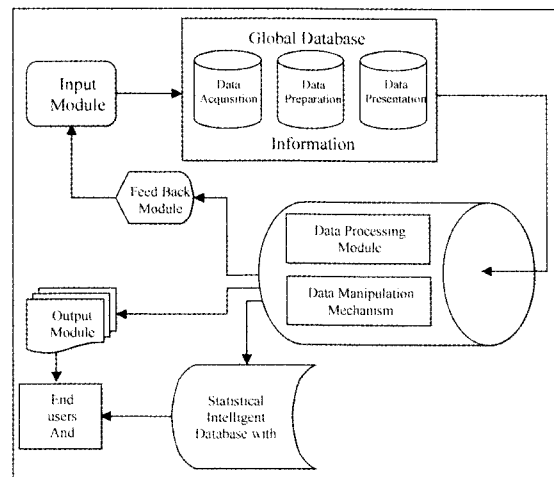 Global Database
Input
Module
Data
Acquisition
Data
Preparation
Data
Presentation
Information
Feed Back
Module
Data Processing
Module
Data Manipulation
Mechanism
Output
Module
End
users
And
Statistical
Intelligent
Database with